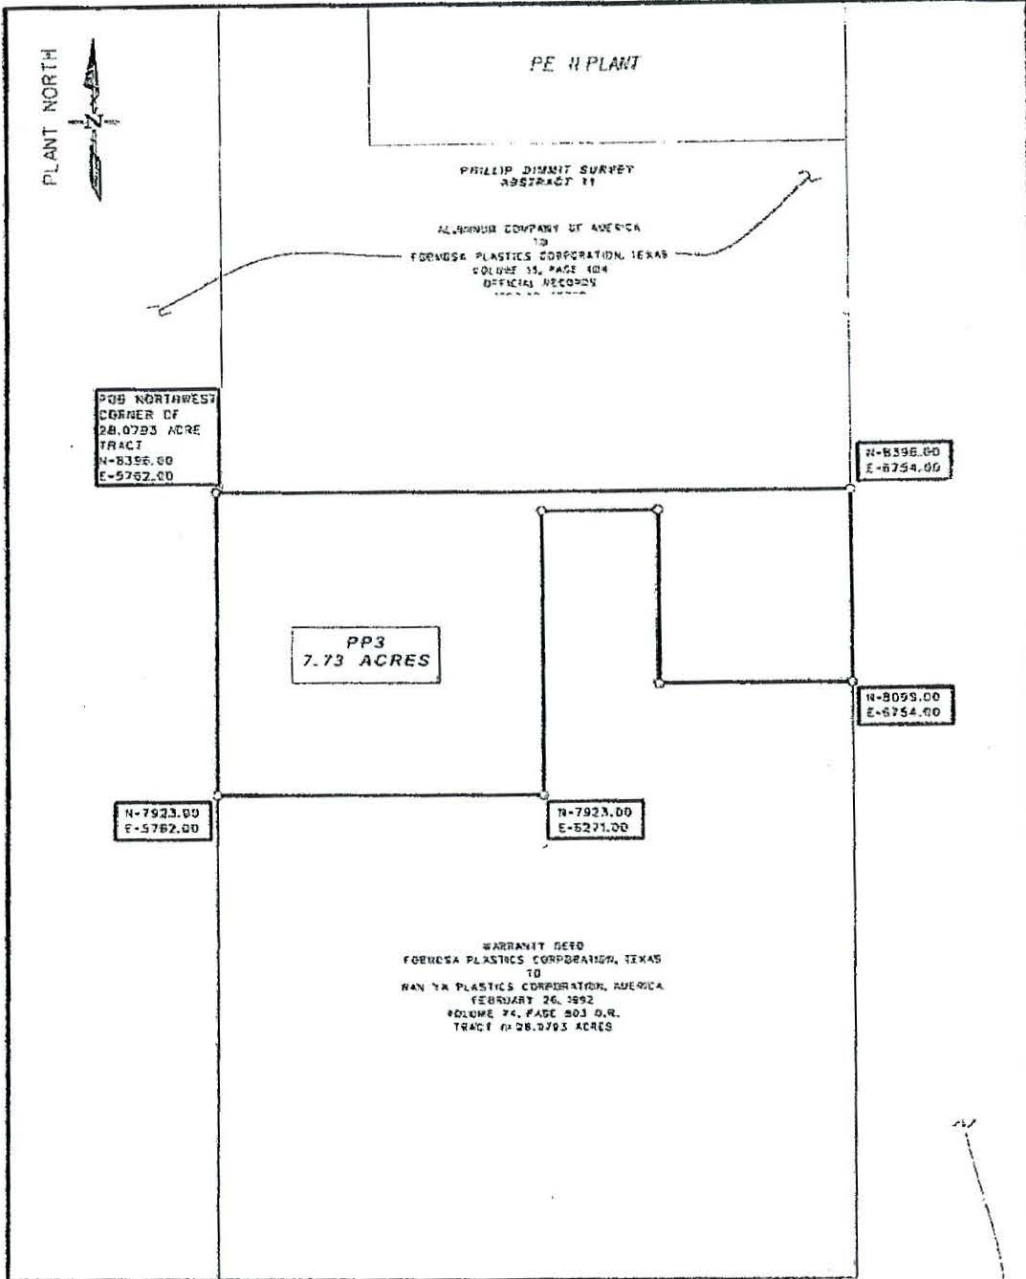 PLANT NORTH
N
PE II PLANT
PHILLIP DIMMIT SURVEY
ABSTRACT 11
ALUMINUM COMPANY OF AMERICA
TO
FORMOSA PLASTICS CORPORATION, TEXAS
VOLUME 15, PAGE
OFFICIAL RECORDS
POB NORTHWEST
CORNER OF
28.0793 ACRE
TRACT
N-8396.00
E-5762.00
N-8396.00
E-6754.00
PP3
7.73 ACRES
N-8095.00
E-6754.00
N-7923.00
E-5762.00
N-7923.00
E-6271.00
WARRANTY DEED
FORMOSA PLASTICS CORPORATION, TEXAS
TO
NAN YA PLASTICS CORPORATION, AMERICA
FEBRUARY 26, 1992
VOLUME 74, PAGE 503 O.R.
TRACT 28.0793 ACRES